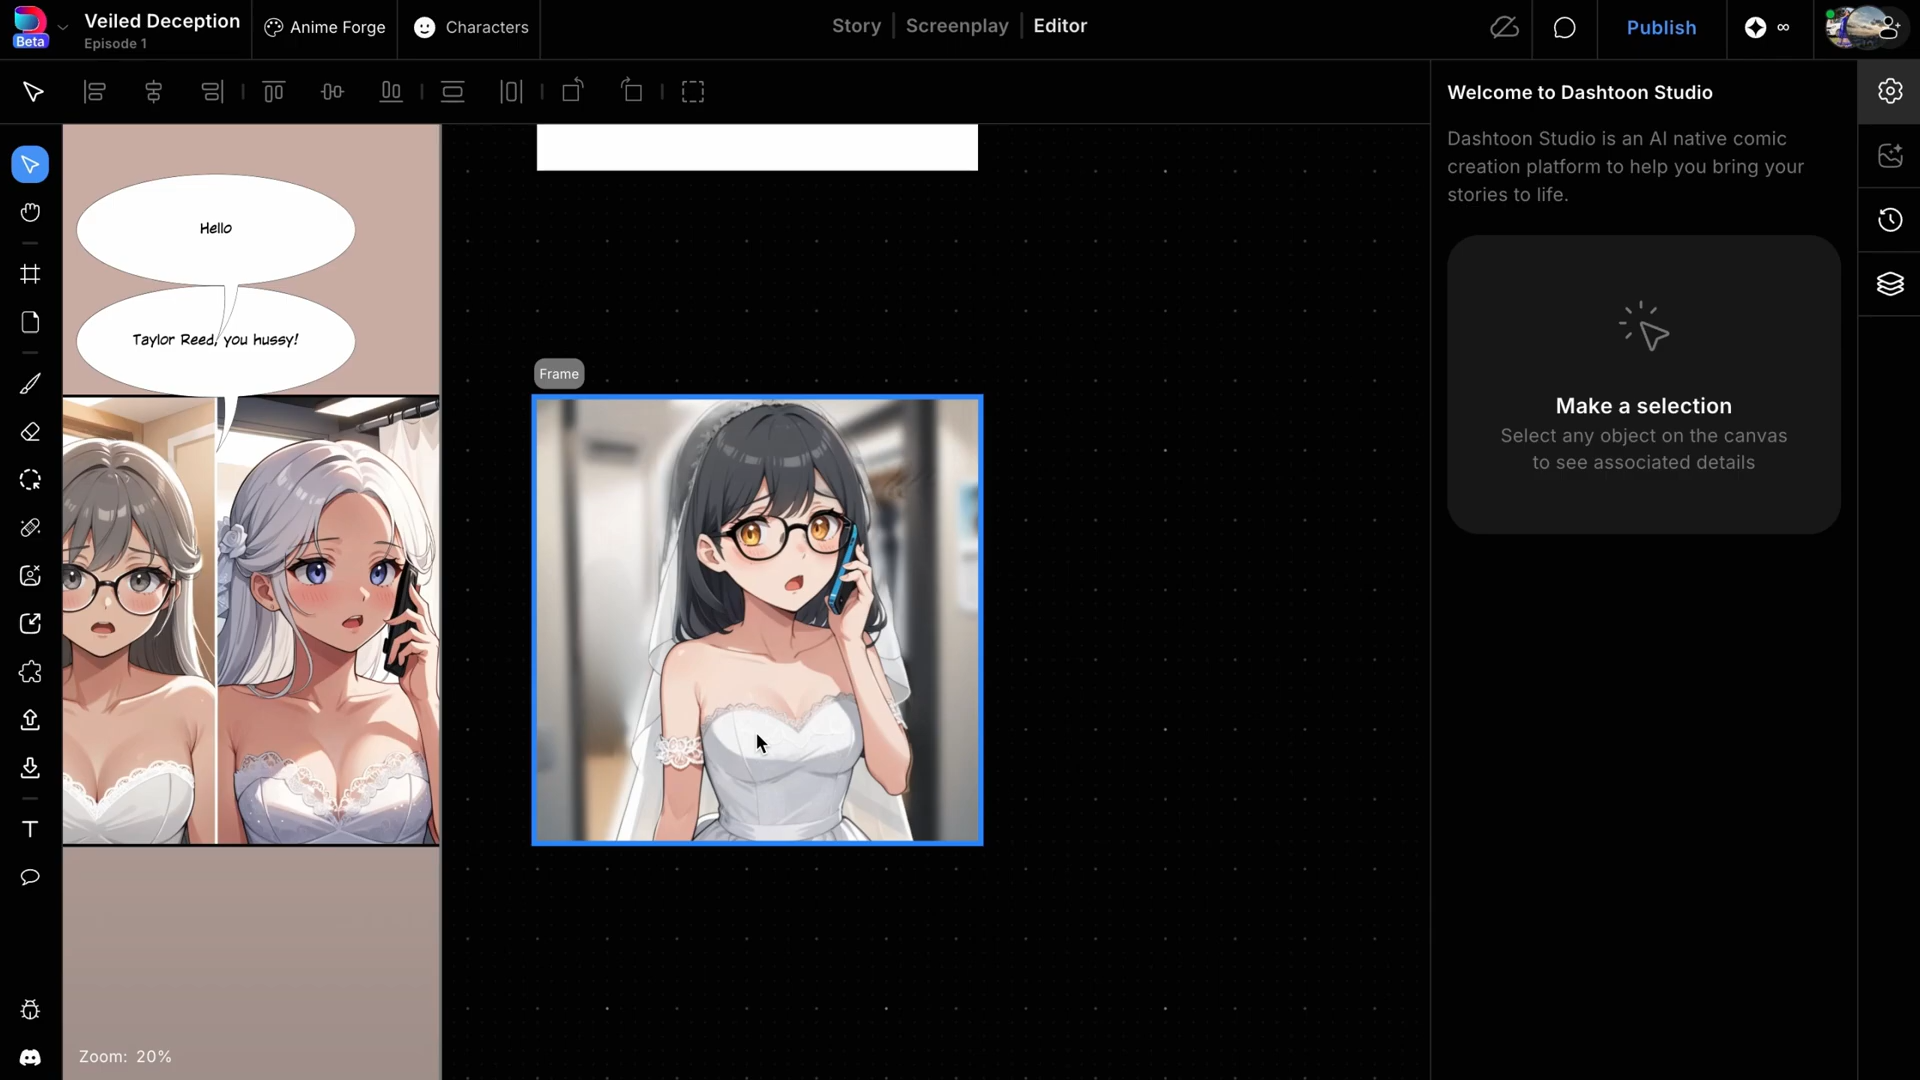 Beta
Veiled Deception
Episode 1
Anime Forge
Characters
Story
Screenplay
Editor
Publish
∞
Welcome to Dashtoon Studio
Dashtoon Studio is an AI native comic
creation platform to help you bring your
stories to life.
Hello
Taylor Reed, you hussy!
Frame
Make a selection
Select any object on the canvas
to see associated details
Zoom: 20%